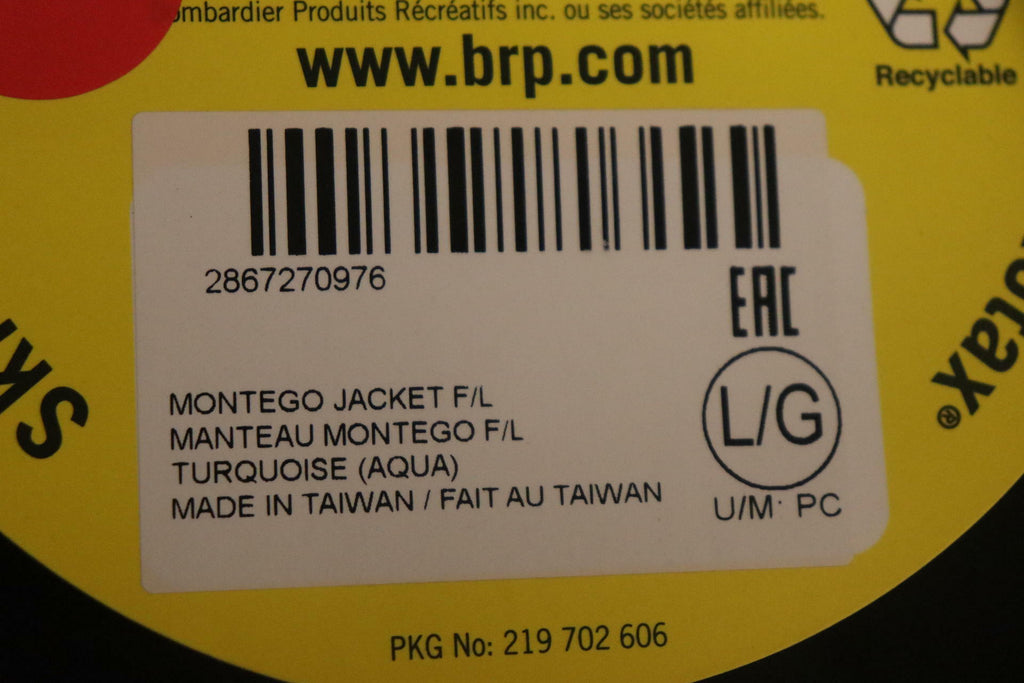 Produits Récréatifs inc. ou ses sociétés affiliées.
www.brp.com
Recyclable
2867270976
EAC
MONTEGO JACKET F/L
MANTEAU MONTEGO F/L
TURQUOISE (AQUA)
MADE IN TAIWAN / FAIT AU TAIWAN
L/G
U/M: PC
PKG No: 219 702 606